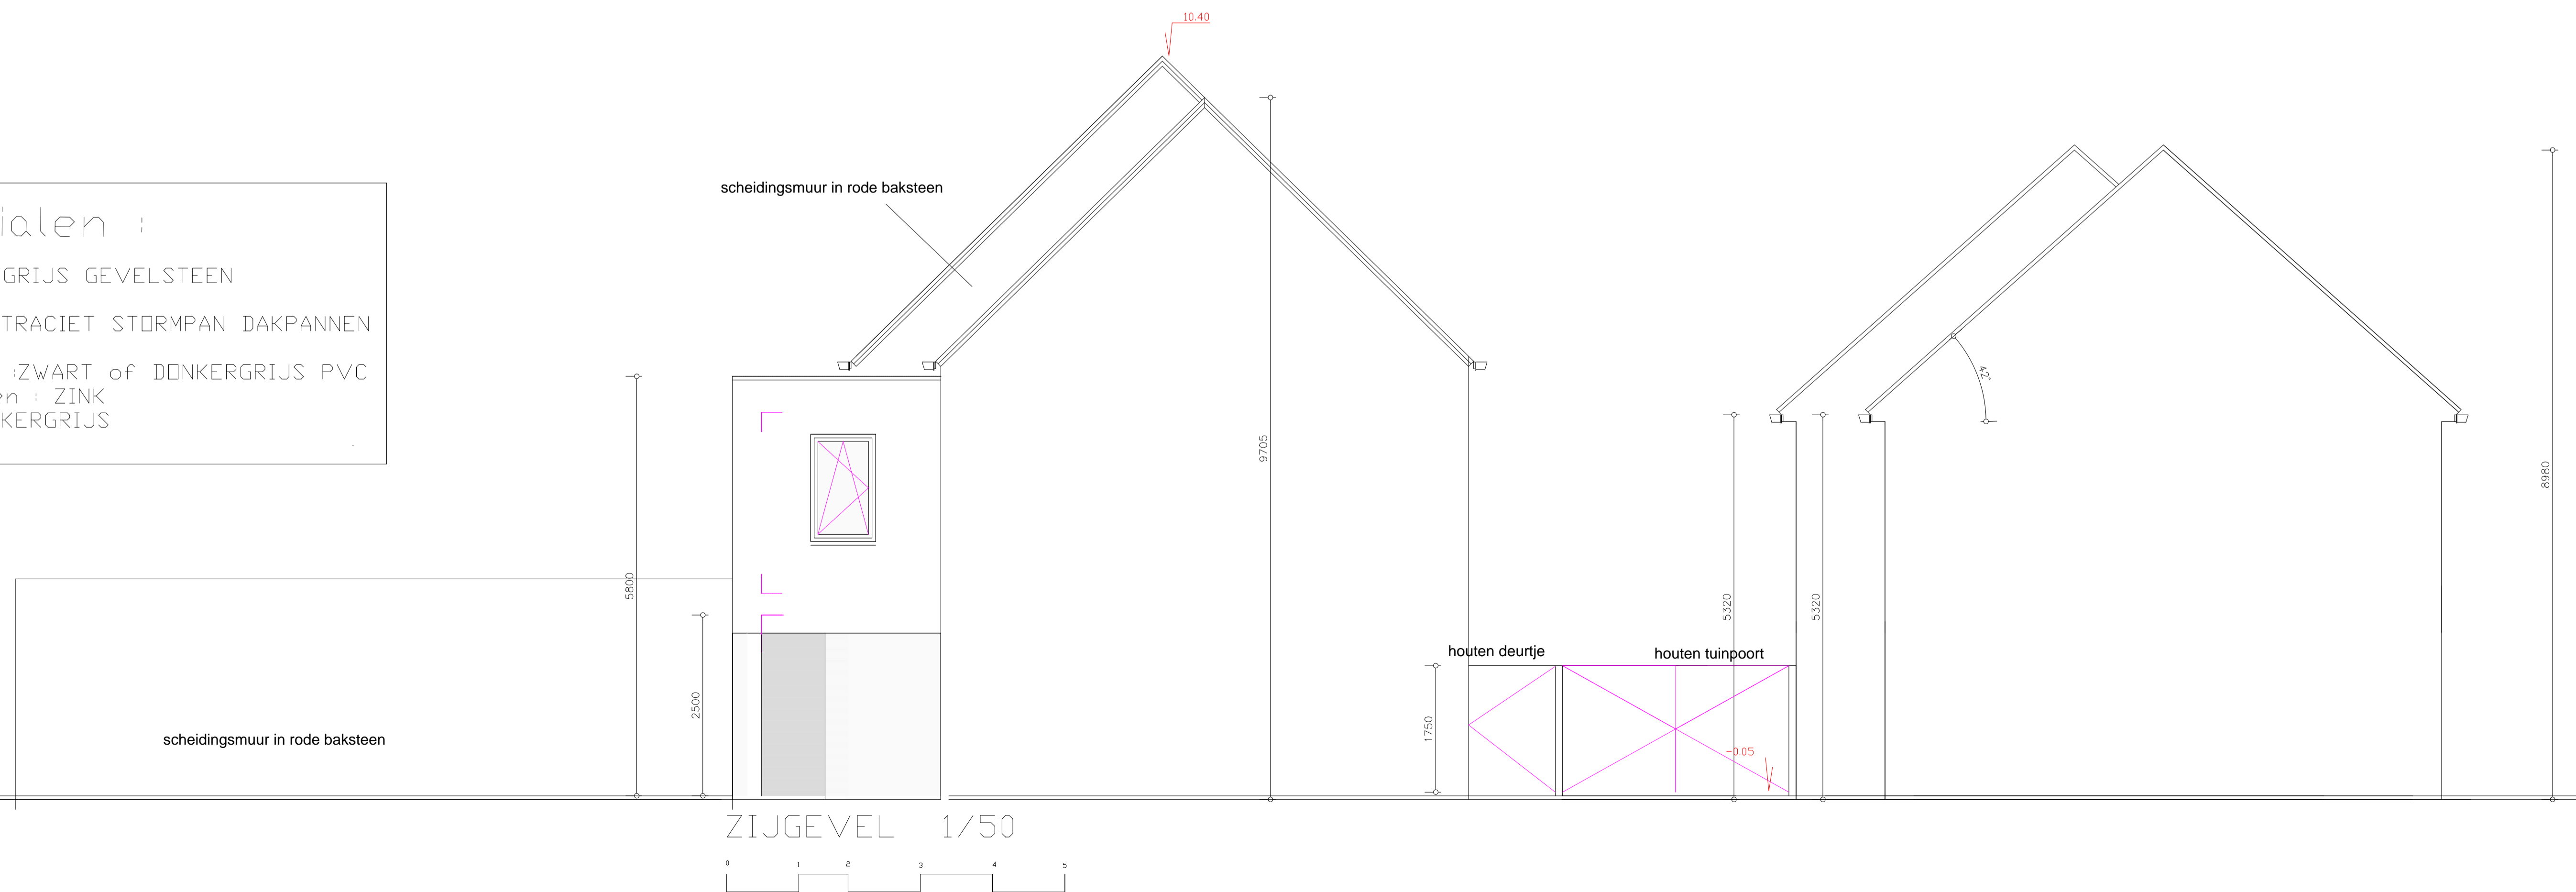 10.40
scheidingsmuur in rode baksteen
ialen :
GRIJS GEVELSTEEN
TRACIET STORMPAN DAKPANNEN
:ZWART of DONKERGRIJS PVC
en : ZINK
KERGRIJS
42°
9705
8980
5800
5320
5320
2500
houten deurtje
houten tuinpoort
1750
-0.05
scheidingsmuur in rode baksteen
ZIJGEVEL 1/50
0 1 2 3 4 5